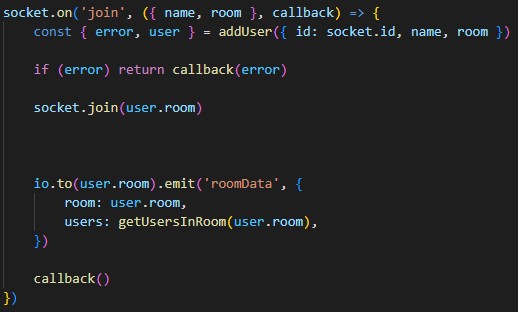 socket.on('join', ({ name, room }, callback) => {
const { error, user } = addUser({ id: socket.id, name, room })
if (error) return callback(error)
socket.join(user.room)
io.to(user.room).emit('roomData', {
room: user.room,
users: getUsersInRoom(user.room),
})
callback()
})